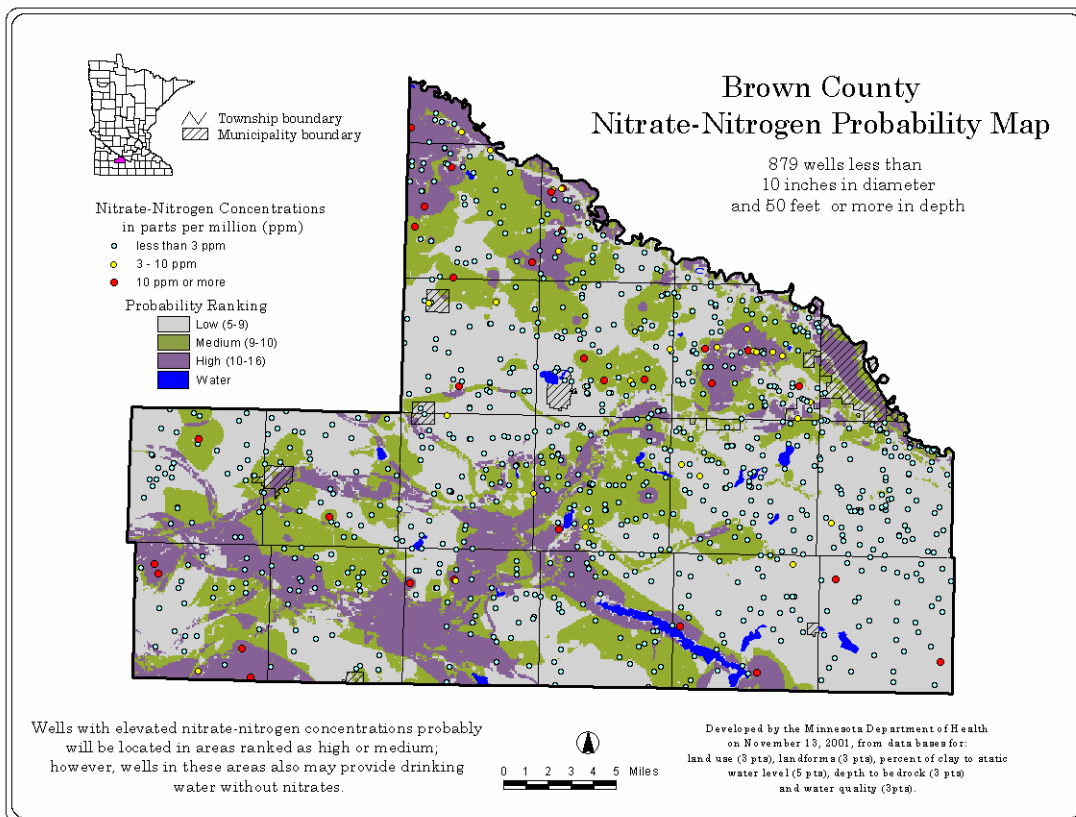 Brown County
Nitrate-Nitrogen Probability Map
879 wells less than
10 inches in diameter
and 50 feet or more in depth
Township boundary
Municipality boundary
Nitrate-Nitrogen Concentrations
in parts per million (ppm)
less than 3 ppm
3 - 10 ppm
10 ppm or more
Probability Ranking
Low (5-9)
Medium (9-10)
High (10-16)
Water
Wells with elevated nitrate-nitrogen concentrations probably
will be located in areas ranked as high or medium;
however, wells in these areas also may provide drinking
water without nitrates.
0 1 2 3 4 5 Miles
Developed by the Minnesota Department of Health
on November 13, 2001, from data bases for:
land use (3 pts), landforms (3 pts), percent of clay to static
water level (5 pts), depth to bedrock (3 pts)
and water quality (3pts).